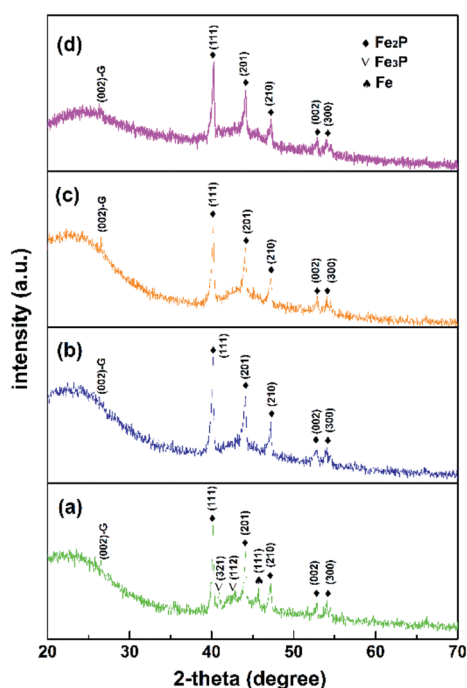 (d)
(002)-G
(111)
(201)
(210)
(002)
(300)
♦ Fe₂P
V Fe₃P
♠ Fe
(c)
(002)-G
(111)
(201)
(210)
(002)
(300)
(b)
(002)-G
(111)
(201)
(210)
(002)
(300)
(a)
(002)-G
(111)
(321)
(112)
(201)
(111)
(210)
(002)
(300)
intensity (a.u.)
20 30 40 50 60 70
2-theta (degree)